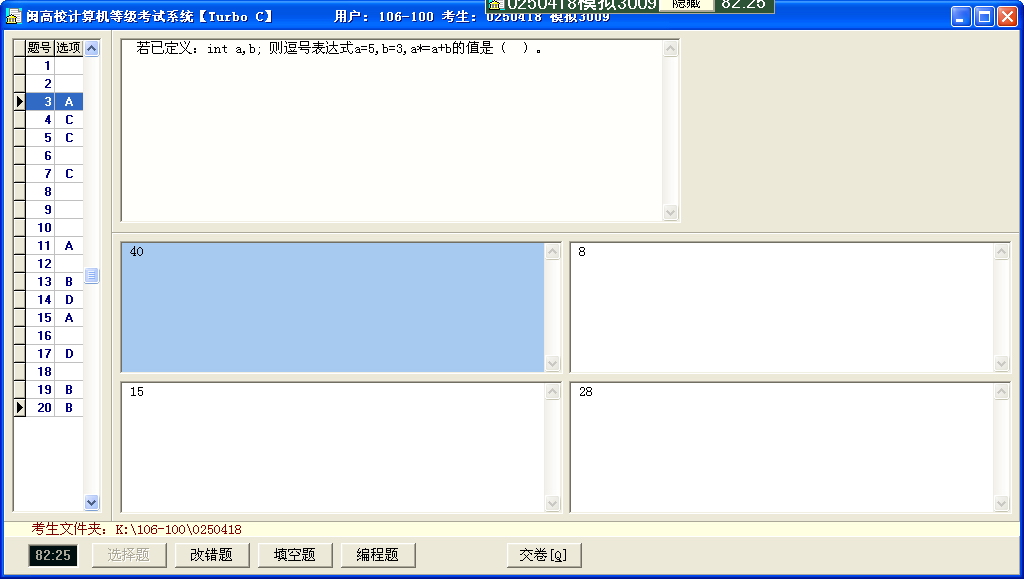 闽高校计算机等级考试系统【Turbo C】 用户: 106-100 考生: 0250418 模拟3009
0250418模拟3009 隐藏 82:25
题号 选项
1
2
3 A
4 C
5 C
6
7 C
8
9
10
11 A
12
13 B
14 D
15 A
16
17 D
18
19 B
20 B
若已定义: int a,b; 则逗号表达式a=5,b=3,a*=a+b的值是( )。
40
8
15
28
考生文件夹: K:\106-100\0250418
82:25 选择题 改错题 填空题 编程题 交卷[Q]